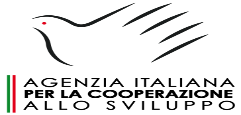 AGENZIA ITALIANA
PER LA COOPERAZIONE
ALLO SVILUPPO